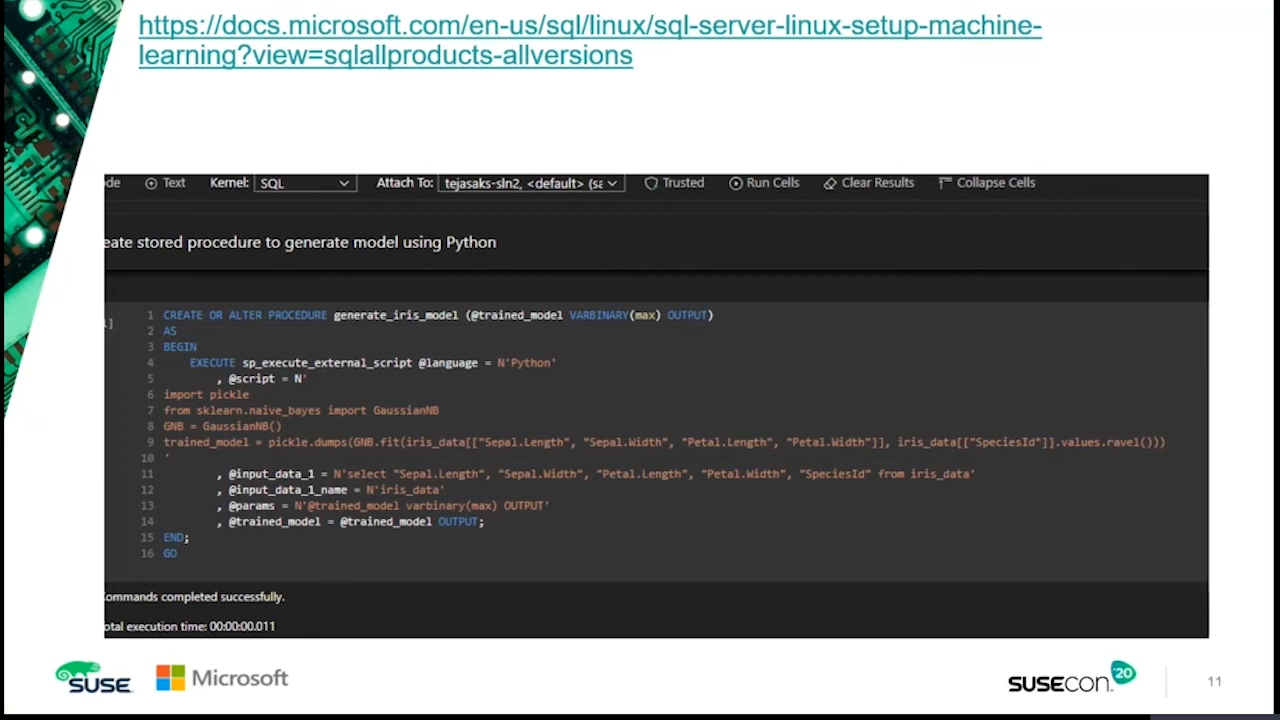 https://docs.microsoft.com/en-us/sql/linux/sql-server-linux-setup-machine-
learning?view=sqlallproducts-allversions
de Text Kernel: SQL Attach To: tejasaks-sln2, <default> (sa Trusted Run Cells Clear Results Collapse Cells
eate stored procedure to generate model using Python
1 CREATE OR ALTER PROCEDURE generate_iris_model (@trained_model VARBINARY(max) OUTPUT)
2 AS
3 BEGIN
4 EXECUTE sp_execute_external_script @language = N'Python'
5 , @script = N'
6 import pickle
7 from sklearn.naive_bayes import GaussianNB
8 GNB = GaussianNB()
9 trained_model = pickle.dumps(GNB.fit(iris_data[["Sepal.Length", "Sepal.Width", "Petal.Length", "Petal.Width"]], iris_data[["SpeciesId"]].values.ravel()))
10 '
11 , @input_data_1 = N'select "Sepal.Length", "Sepal.Width", "Petal.Length", "Petal.Width", "SpeciesId" from iris_data'
12 , @input_data_1_name = N'iris_data'
13 , @params = N'@trained_model varbinary(max) OUTPUT'
14 , @trained_model = @trained_model OUTPUT;
15 END;
16 GO
ommands completed successfully.
otal execution time: 00:00:00.011
SUSE Microsoft SUSECON. '20 11